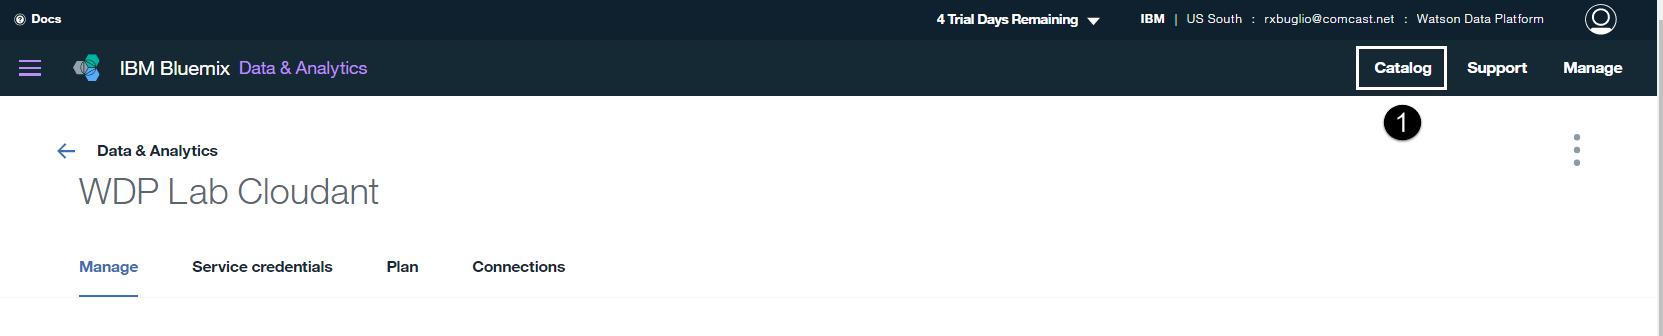 Docs 4 Trial Days Remaining IBM | US South : rxbuglio@comcast.net : Watson Data Platform
IBM Bluemix Data & Analytics Catalog Support Manage
1
Data & Analytics
WDP Lab Cloudant
Manage Service credentials Plan Connections